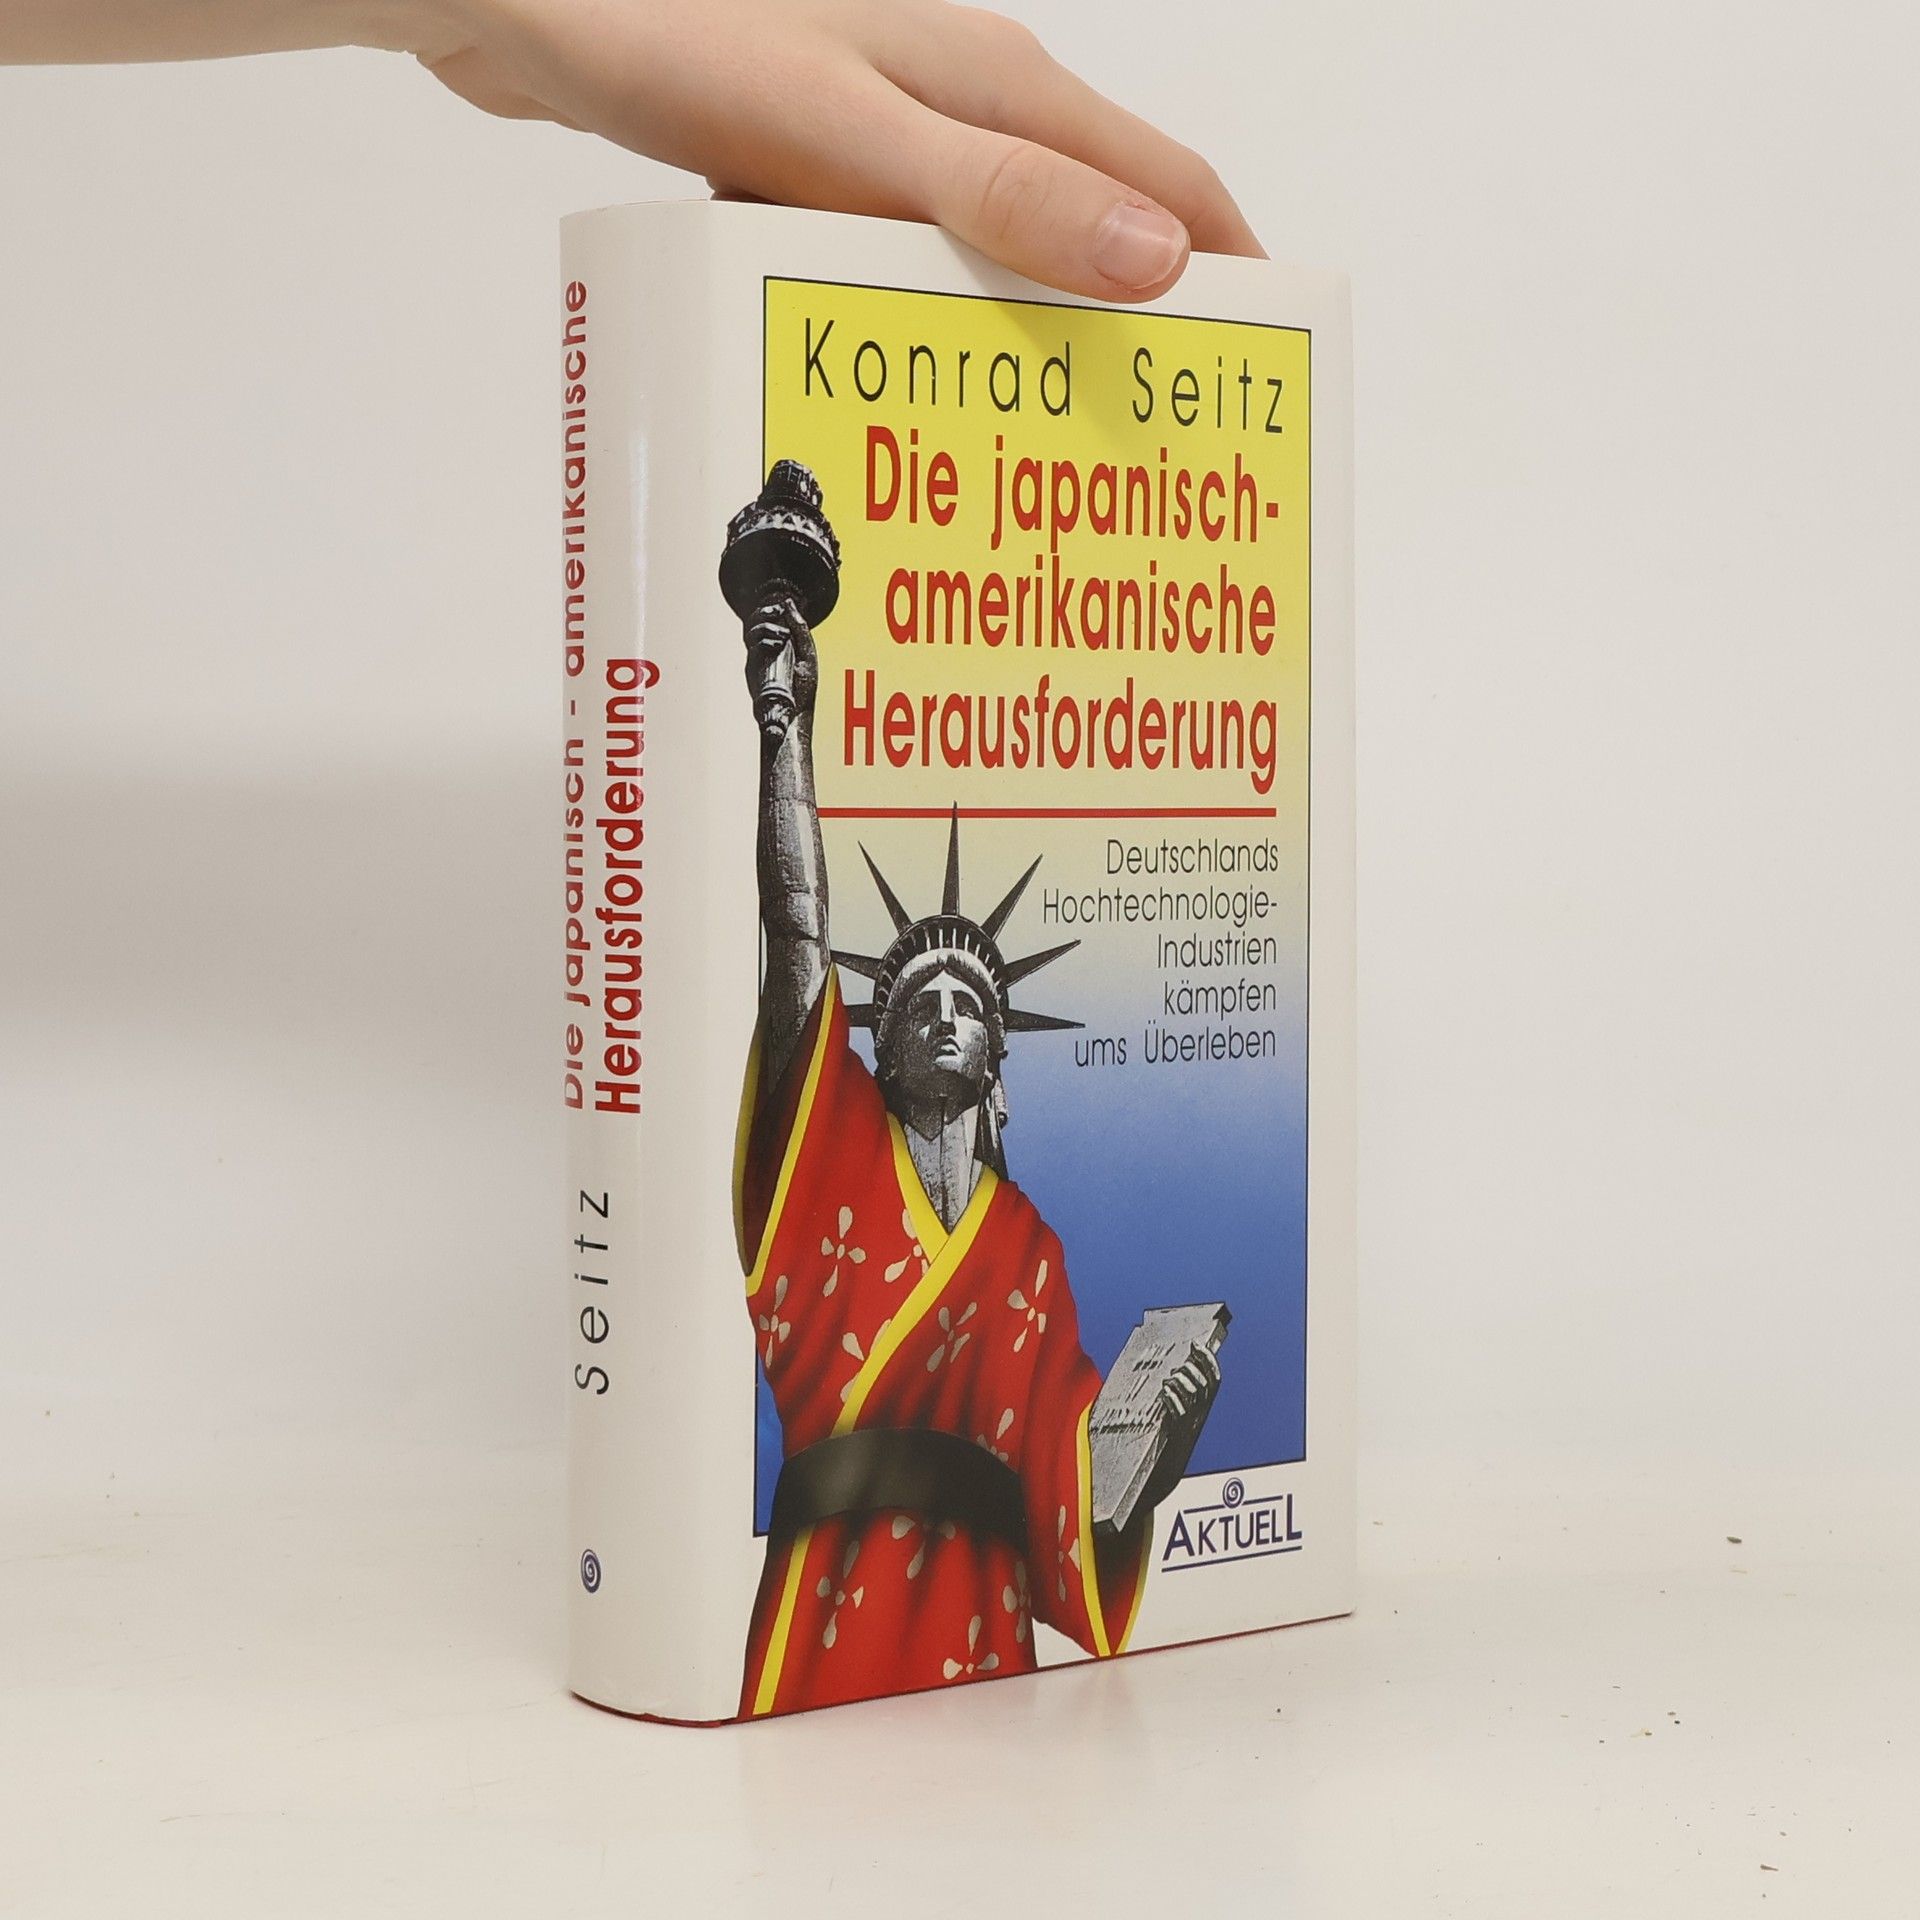 Die japanisch - amerikanische
Herausforderung
Seitz
Konrad Seitz
Die japanisch-
amerikanische
Herausforderung
Deutschlands
Hochtechnologie-
Industrien
kämpfen
ums Überleben
AKTUELL